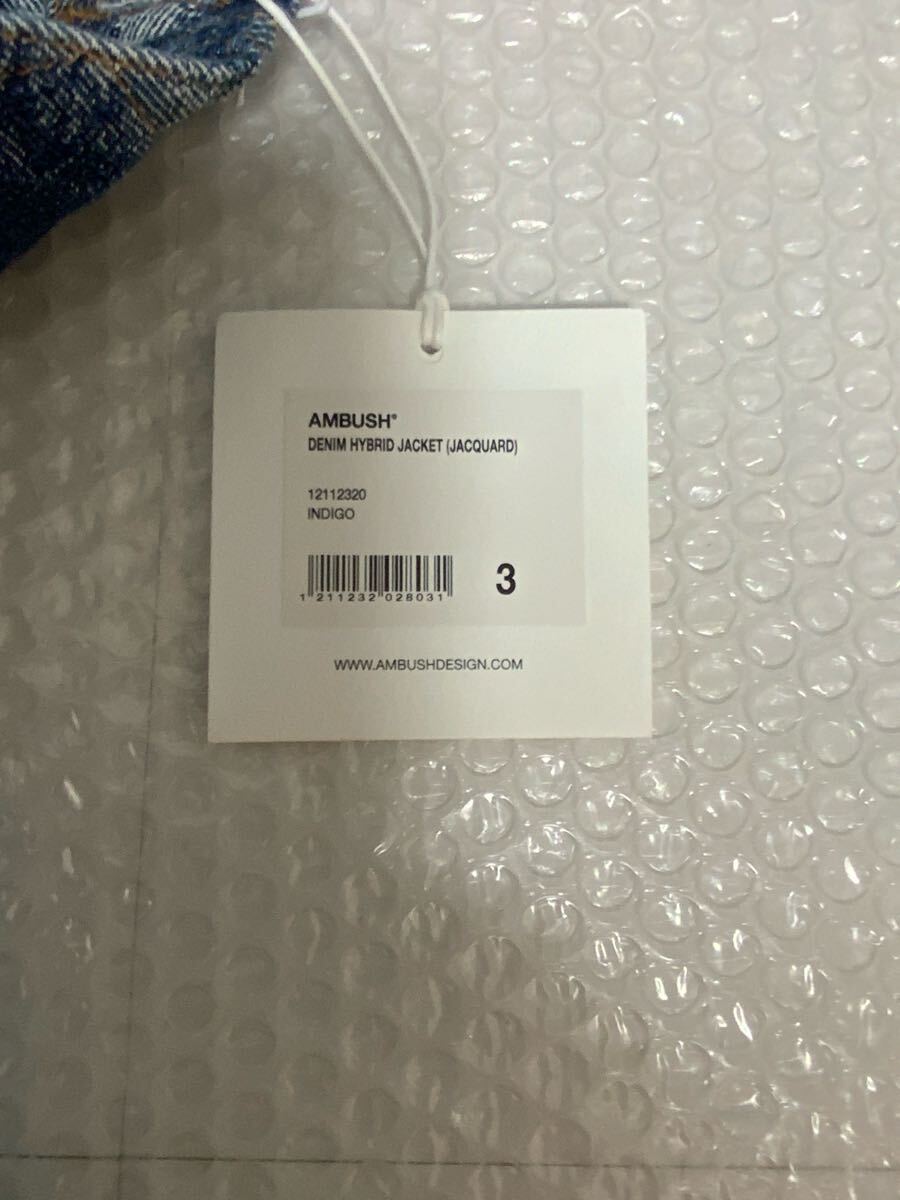 AMBUSH®
DENIM HYBRID JACKET (JACQUARD)
12112320
INDIGO
1 211232 028031
3
WWW.AMBUSHDESIGN.COM